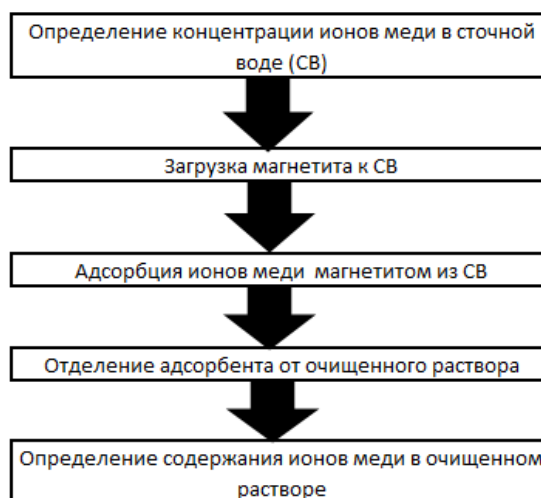 Определение концентрации ионов меди в сточной
воде (СВ)
Загрузка магнетита к СВ
Адсорбция ионов меди магнетитом из СВ
Отделение адсорбента от очищенного раствора
Определение содержания ионов меди в очищенном
растворе